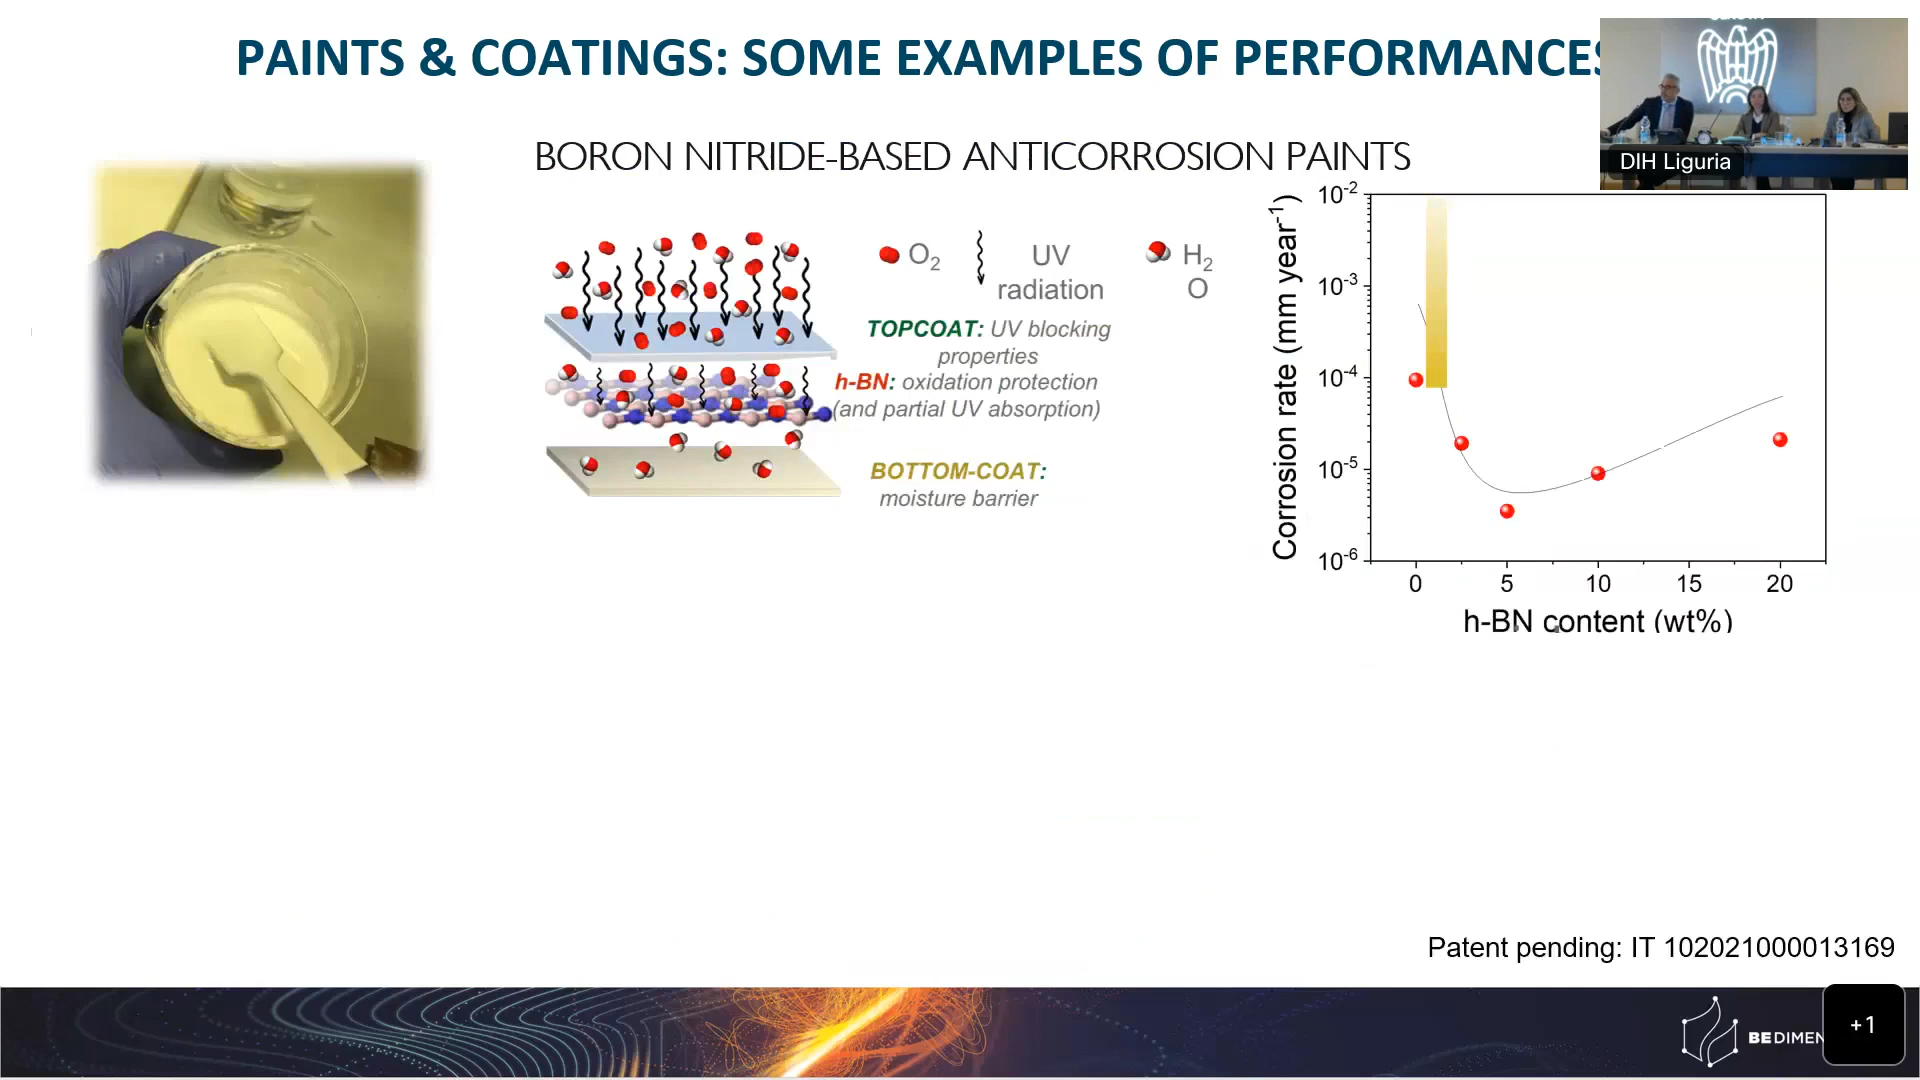 PAINTS & COATINGS: SOME EXAMPLES OF PERFORMANCES
DIH Liguria
BORON NITRIDE-BASED ANTICORROSION PAINTS
O2
UV
radiation
H2
O
TOPCOAT: UV blocking
properties
h-BN: oxidation protection
(and partial UV absorption)
BOTTOM-COAT:
moisture barrier
Corrosion rate (mm year-1)
10-2
10-3
10-4
10-5
10-6
0 5 10 15 20
h-BN content (wt%)
Patent pending: IT 102021000013169
BEDIMEN
+1